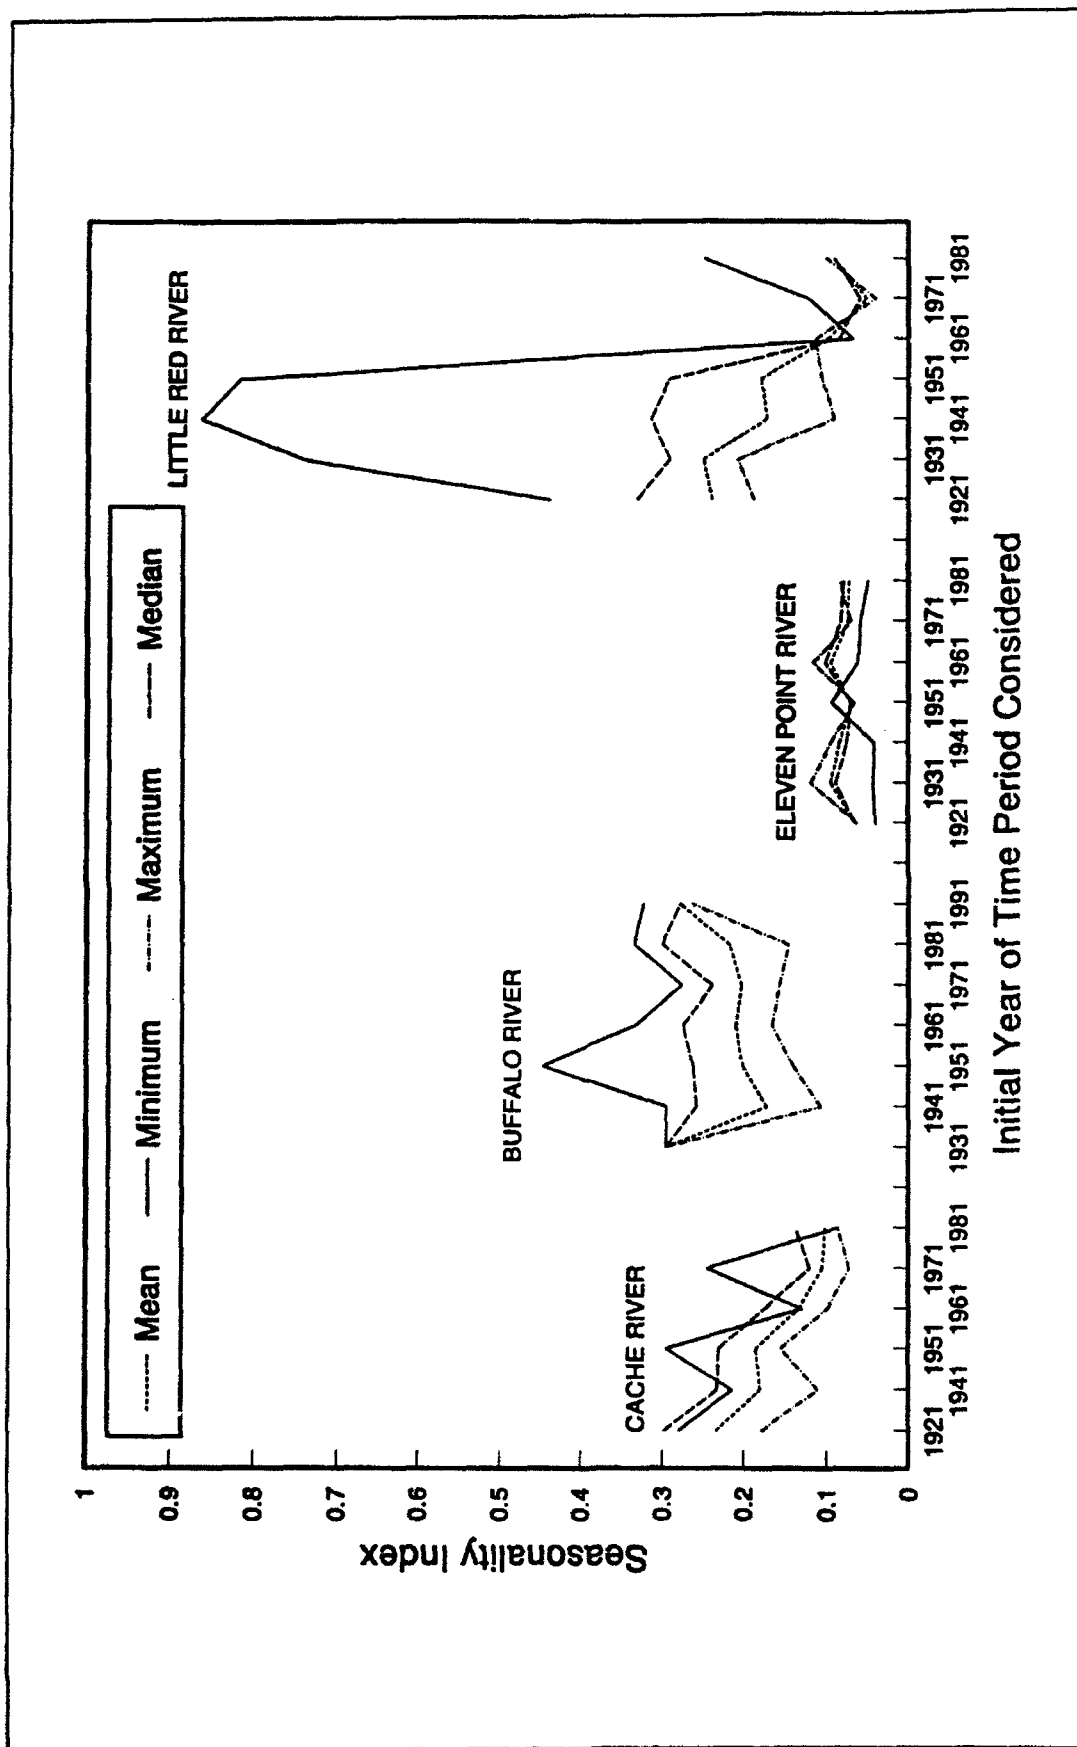 Mean Minimum Maximum Median
LITTLE RED RIVER
BUFFALO RIVER
CACHE RIVER
ELEVEN POINT RIVER
Seasonality Index
1
0.9
0.8
0.7
0.6
0.5
0.4
0.3
0.2
0.1
0
1921 1941 1951 1961 1971 1981
1931 1941 1951 1961 1971 1981 1991
1921 1931 1941 1951 1961 1971 1981
1921 1931 1941 1951 1961 1971 1981
Initial Year of Time Period Considered